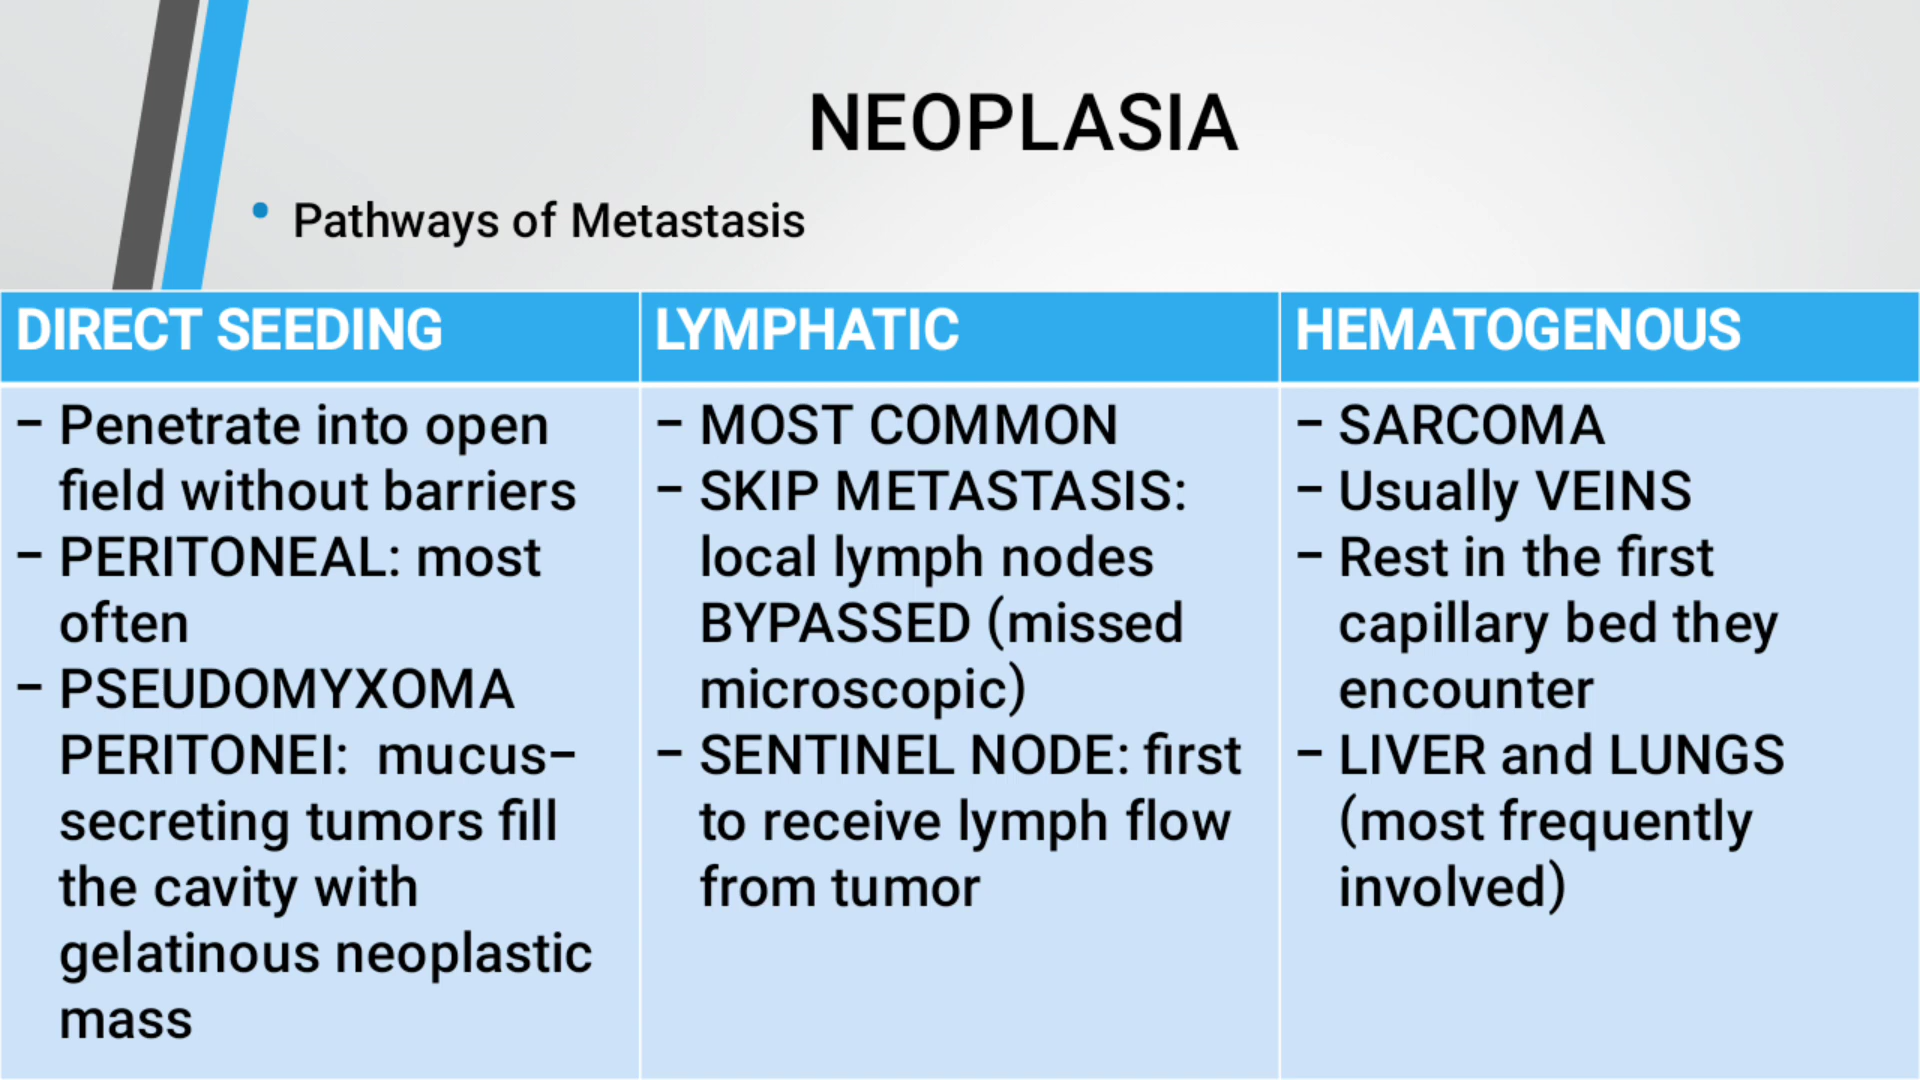 NEOPLASIA
• Pathways of Metastasis
DIRECT SEEDING
– Penetrate into open
field without barriers
– PERITONEAL: most
often
– PSEUDOMYXOMA
PERITONEI:  mucus–
secreting tumors fill
the cavity with
gelatinous neoplastic
mass
LYMPHATIC
– MOST COMMON
– SKIP METASTASIS:
local lymph nodes
BYPASSED (missed
microscopic)
– SENTINEL NODE: first
to receive lymph flow
from tumor
HEMATOGENOUS
– SARCOMA
– Usually VEINS
– Rest in the first
capillary bed they
encounter
– LIVER and LUNGS
(most frequently
involved)